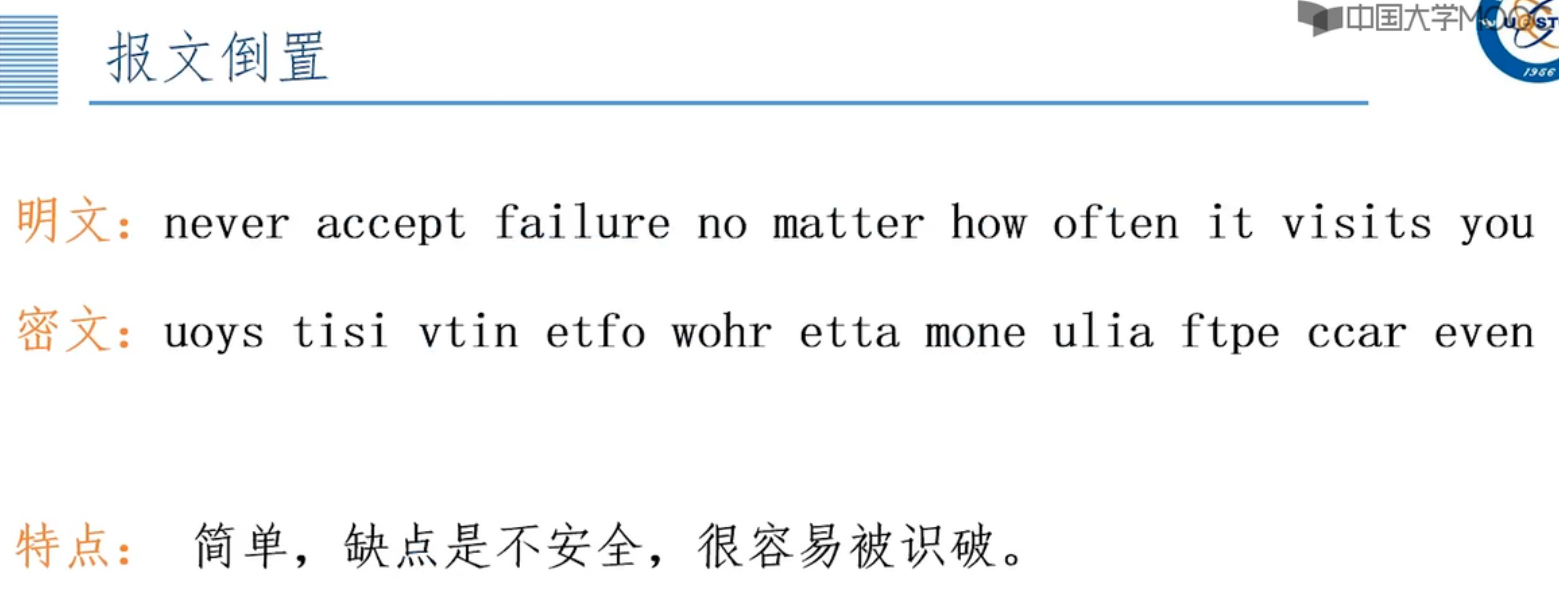 中国大学MOOC
报文倒置
1956
明文：never accept failure no matter how often it visits you
密文：uoys tisi vtin etfo wohr etta mone ulia ftpe ccar even
特点： 简单，缺点是不安全，很容易被识破。